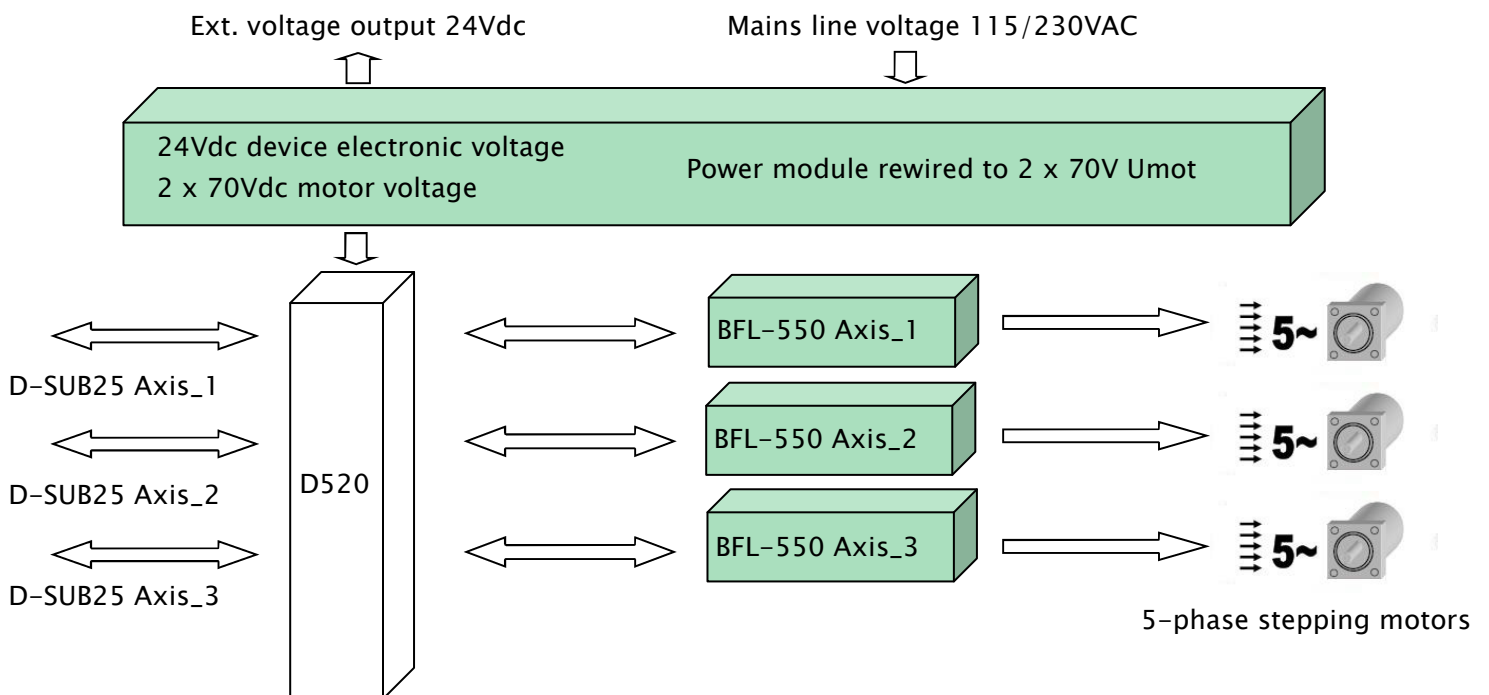 Ext. voltage output 24Vdc
Mains line voltage 115/230VAC
24Vdc device electronic voltage
2 x 70Vdc motor voltage
Power module rewired to 2 x 70V Umot
D-SUB25 Axis_1
D-SUB25 Axis_2
D-SUB25 Axis_3
D520
BFL-550 Axis_1
5~
BFL-550 Axis_2
5~
BFL-550 Axis_3
5~
5-phase stepping motors